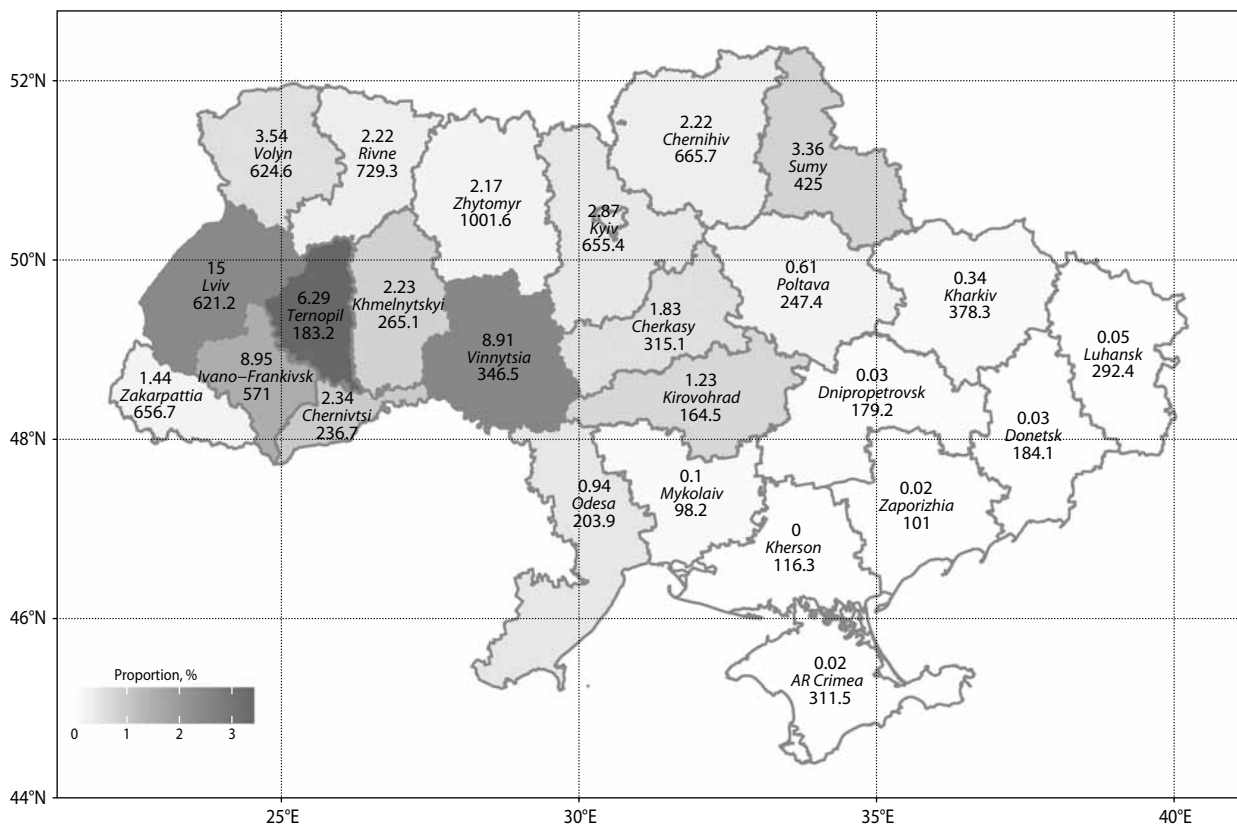 52°N
50°N
48°N
46°N
44°N
3.54
Volyn
624.6
2.22
Rivne
729.3
2.17
Zhytomyr
1001.6
2.87
Kyiv
655.4
2.22
Chernihiv
665.7
3.36
Sumy
425
15
Lviv
621.2
6.29
Ternopil
183.2
2.23
Khmelnytskyi
265.1
8.91
Vinnytsia
346.5
1.83
Cherkasy
315.1
0.61
Poltava
247.4
0.34
Kharkiv
378.3
0.05
Luhansk
292.4
1.44
Zakarpattia
656.7
8.95
Ivano–Frankivsk
571
2.34
Chernivtsi
236.7
1.23
Kirovohrad
164.5
0.03
Dnipropetrovsk
179.2
0.03
Donetsk
184.1
0.94
Odesa
203.9
0.1
Mykolaiv
98.2
0
Kherson
116.3
0.02
Zaporizhia
101
0.02
AR Crimea
311.5
Proportion, %
0 1 2 3
25°E 30°E 35°E 40°E